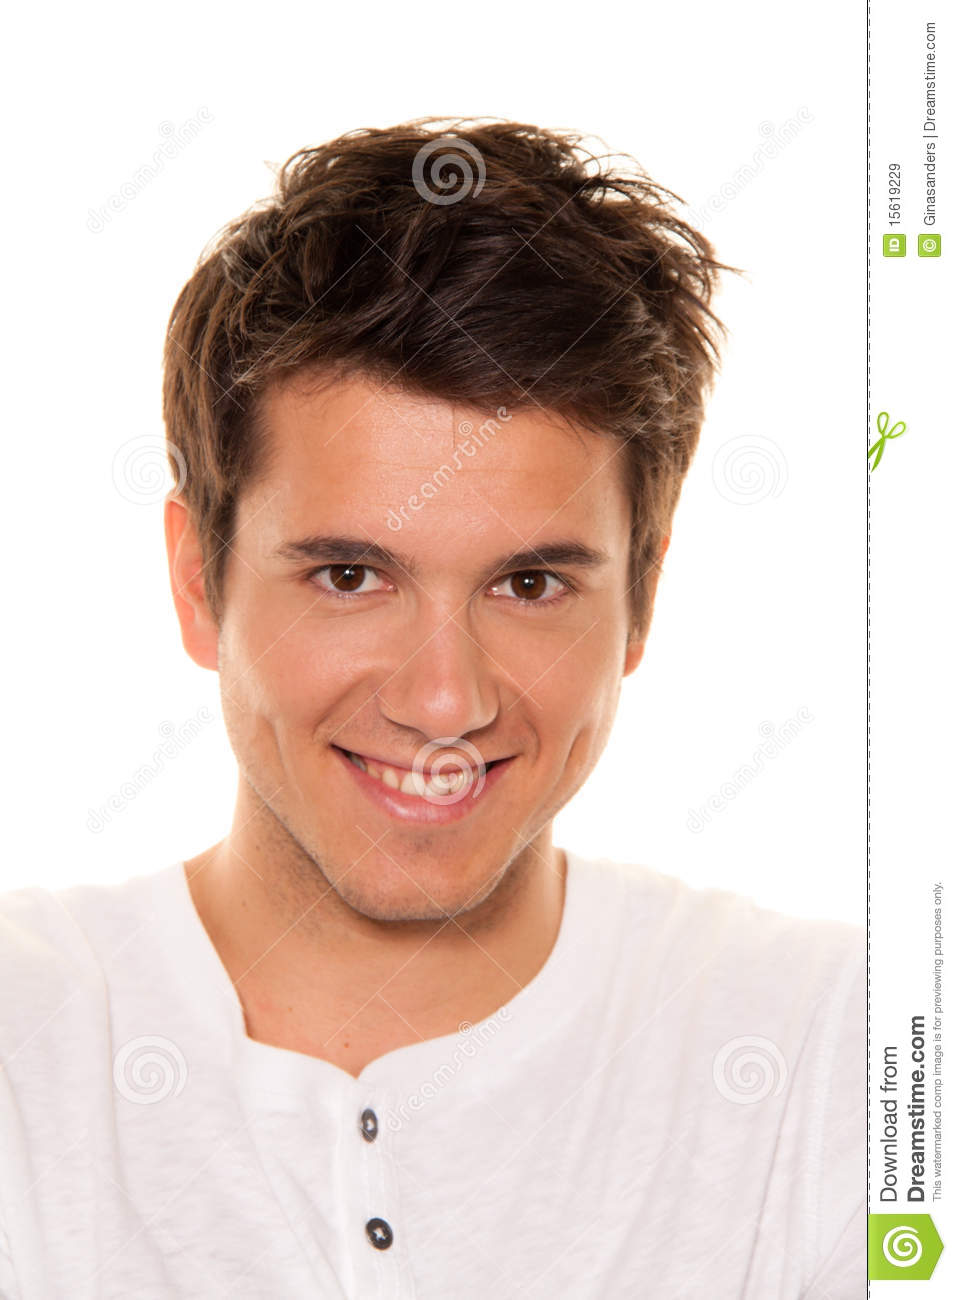 dreamstime
dreamstime
dreamstime
dreamstime
dreamstime
dreamstime
ID 15619229
© Ginasanders | Dreamstime.com
Download from
Dreamstime.com
This watermarked comp image is for previewing purposes only.